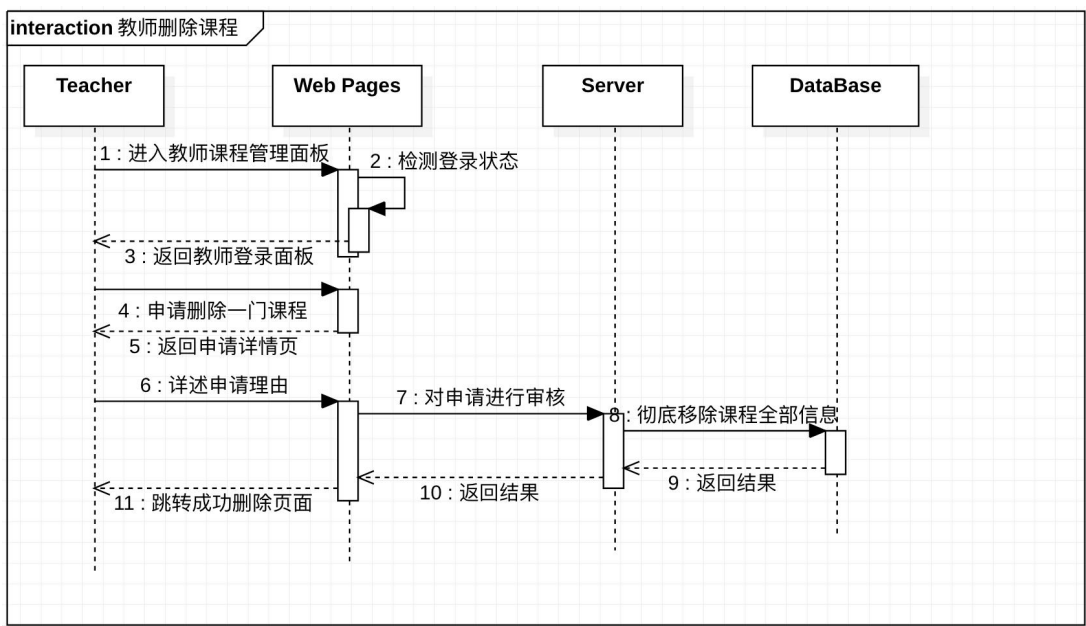 interaction 教师删除课程
Teacher
Web Pages
Server
DataBase
1 : 进入教师课程管理面板
2 : 检测登录状态
3 : 返回教师登录面板
4 : 申请删除一门课程
5 : 返回申请详情页
6 : 详述申请理由
7 : 对申请进行审核
8 : 彻底移除课程全部信息
9 : 返回结果
10 : 返回结果
11 : 跳转成功删除页面